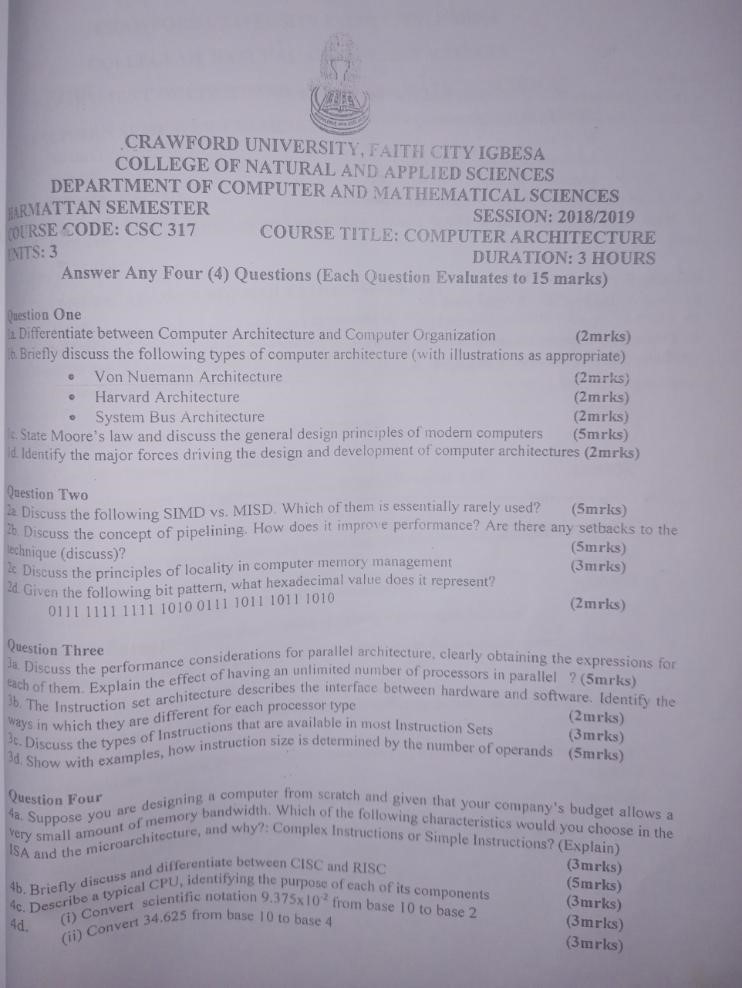 CRAWFORD UNIVERSITY, FAITH CITY IGBESA
COLLEGE OF NATURAL AND APPLIED SCIENCES
DEPARTMENT OF COMPUTER AND MATHEMATICAL SCIENCES
HARMATTAN SEMESTER SESSION: 2018/2019
COURSE CODE: CSC 317 COURSE TITLE: COMPUTER ARCHITECTURE
UNITS: 3 DURATION: 3 HOURS
Answer Any Four (4) Questions (Each Question Evaluates to 15 marks)
Question One
1a. Differentiate between Computer Architecture and Computer Organization (2mrks)
1b. Briefly discuss the following types of computer architecture (with illustrations as appropriate)
• Von Nuemann Architecture (2mrks)
• Harvard Architecture (2mrks)
• System Bus Architecture (2mrks)
1c. State Moore's law and discuss the general design principles of modern computers (5mrks)
1d. Identify the major forces driving the design and development of computer architectures (2mrks)
Question Two
2a. Discuss the following SIMD vs. MISD. Which of them is essentially rarely used? (5mrks)
2b. Discuss the concept of pipelining. How does it improve performance? Are there any setbacks to the
technique (discuss)? (5mrks)
2c. Discuss the principles of locality in computer memory management (3mrks)
2d. Given the following bit pattern, what hexadecimal value does it represent?
0111 1111 1111 1010 0111 1011 1011 1010 (2mrks)
Question Three
3a. Discuss the performance considerations for parallel architecture, clearly obtaining the expressions for
each of them. Explain the effect of having an unlimited number of processors in parallel ? (5mrks)
3b. The Instruction set architecture describes the interface between hardware and software. Identify the
ways in which they are different for each processor type (2mrks)
3c. Discuss the types of Instructions that are available in most Instruction Sets (3mrks)
3d. Show with examples, how instruction size is determined by the number of operands (5mrks)
Question Four
4a. Suppose you are designing a computer from scratch and given that your company's budget allows a
very small amount of memory bandwidth. Which of the following characteristics would you choose in the
ISA and the microarchitecture, and why?: Complex Instructions or Simple Instructions? (Explain)
(3mrks)
4b. Briefly discuss and differentiate between CISC and RISC (5mrks)
4c. Describe a typical CPU, identifying the purpose of each of its components (3mrks)
4d. (i) Convert scientific notation 9.375x10⁻² from base 10 to base 2 (3mrks)
(ii) Convert 34.625 from base 10 to base 4 (3mrks)